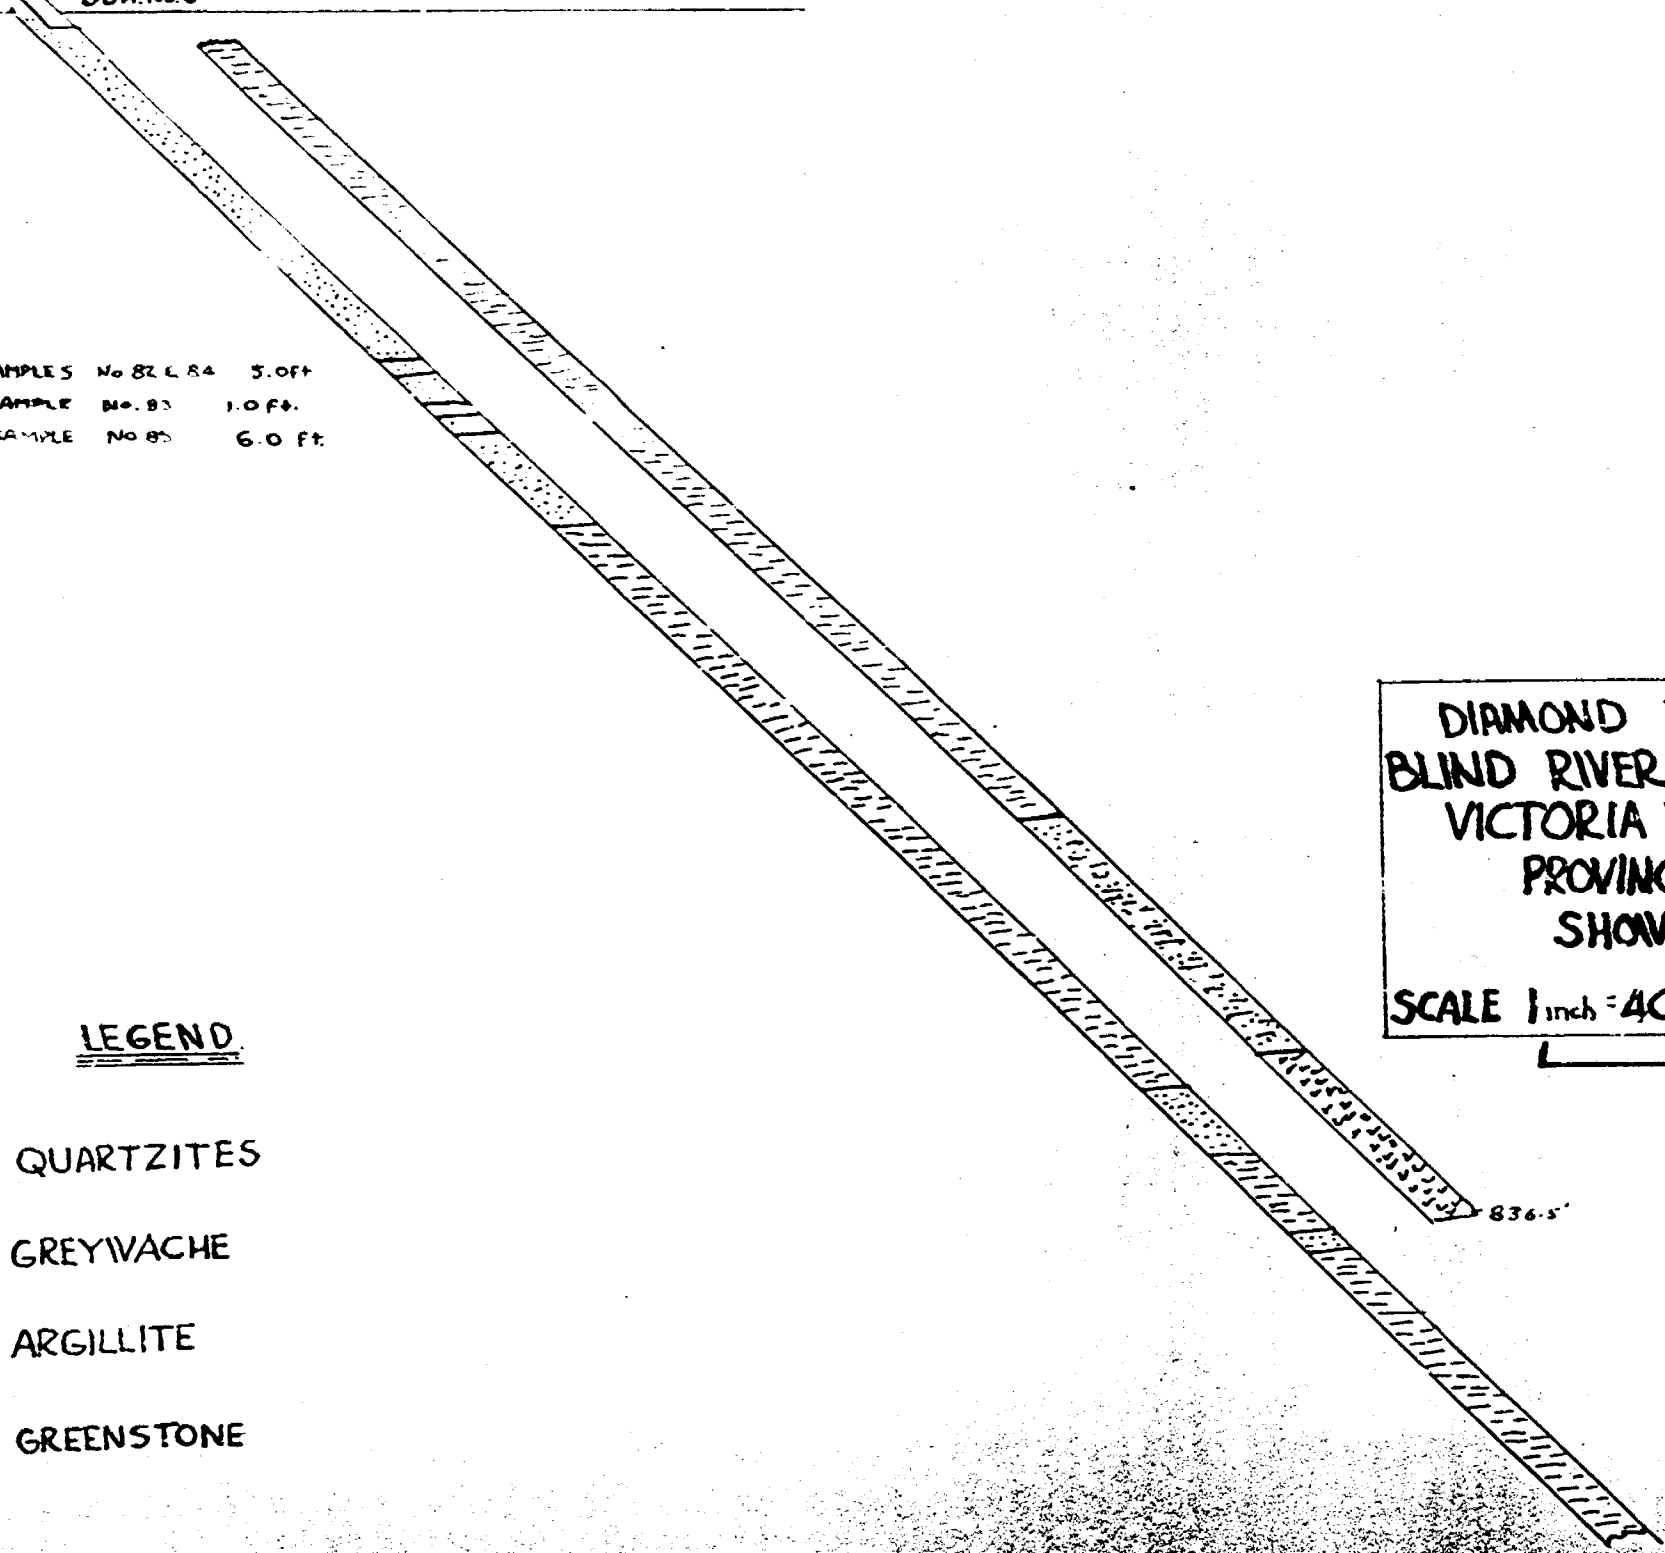 SAMPLES No 82 & 84 5.0ft
SAMPLE No. 83 1.0 Ft.
SAMPLE No 85 6.0 Ft.
DIAMOND
BLIND RIVER
VICTORIA
PROVINC
SHOW
SCALE 1 inch = 40
836.5'
LEGEND
QUARTZITES
GREYWACHE
ARGILLITE
GREENSTONE